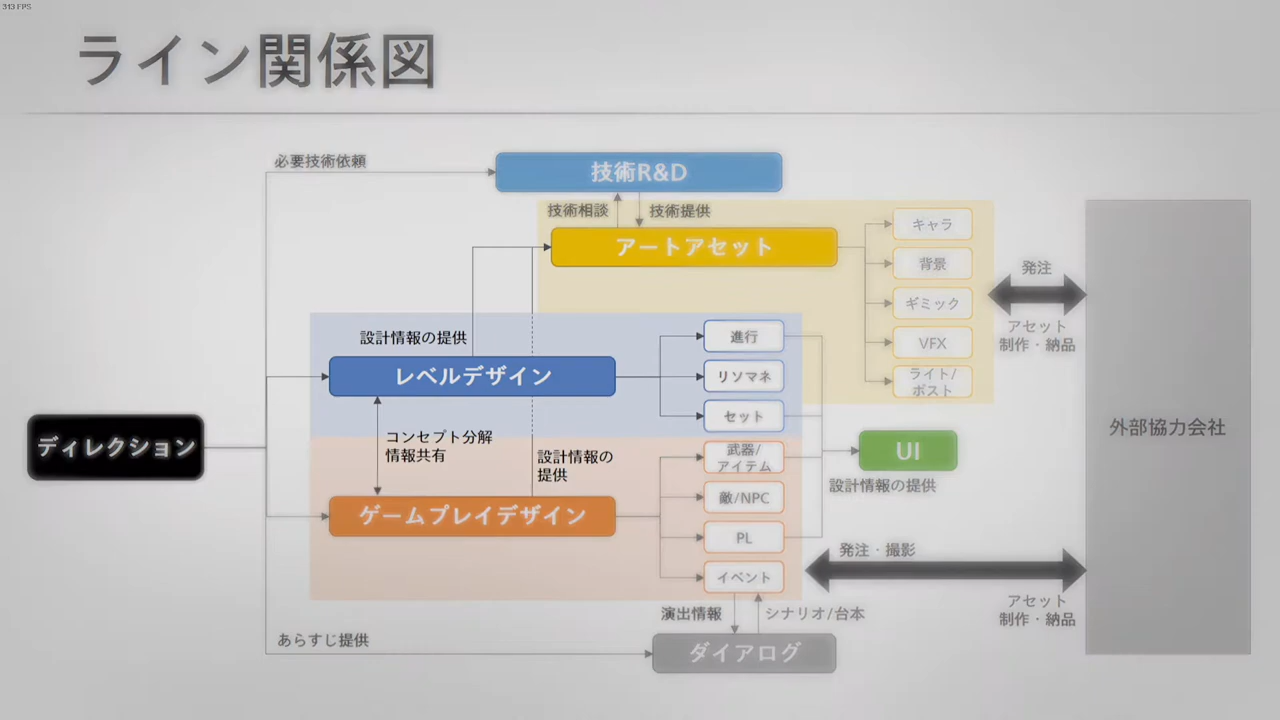 313 FPS
ライン関係図
必要技術依頼
技術R&D
技術相談
技術提供
アートアセット
キャラ
背景
ギミック
VFX
ライト/
ポスト
発注
アセット
制作・納品
設計情報の提供
レベルデザイン
進行
リソマネ
セット
ディレクション
コンセプト分解
情報共有
設計情報の
提供
ゲームプレイデザイン
武器/
アイテム
敵/NPC
PL
イベント
UI
設計情報の提供
外部協力会社
発注・撮影
アセット
制作・納品
演出情報
シナリオ/台本
あらすじ提供
ダイアログ